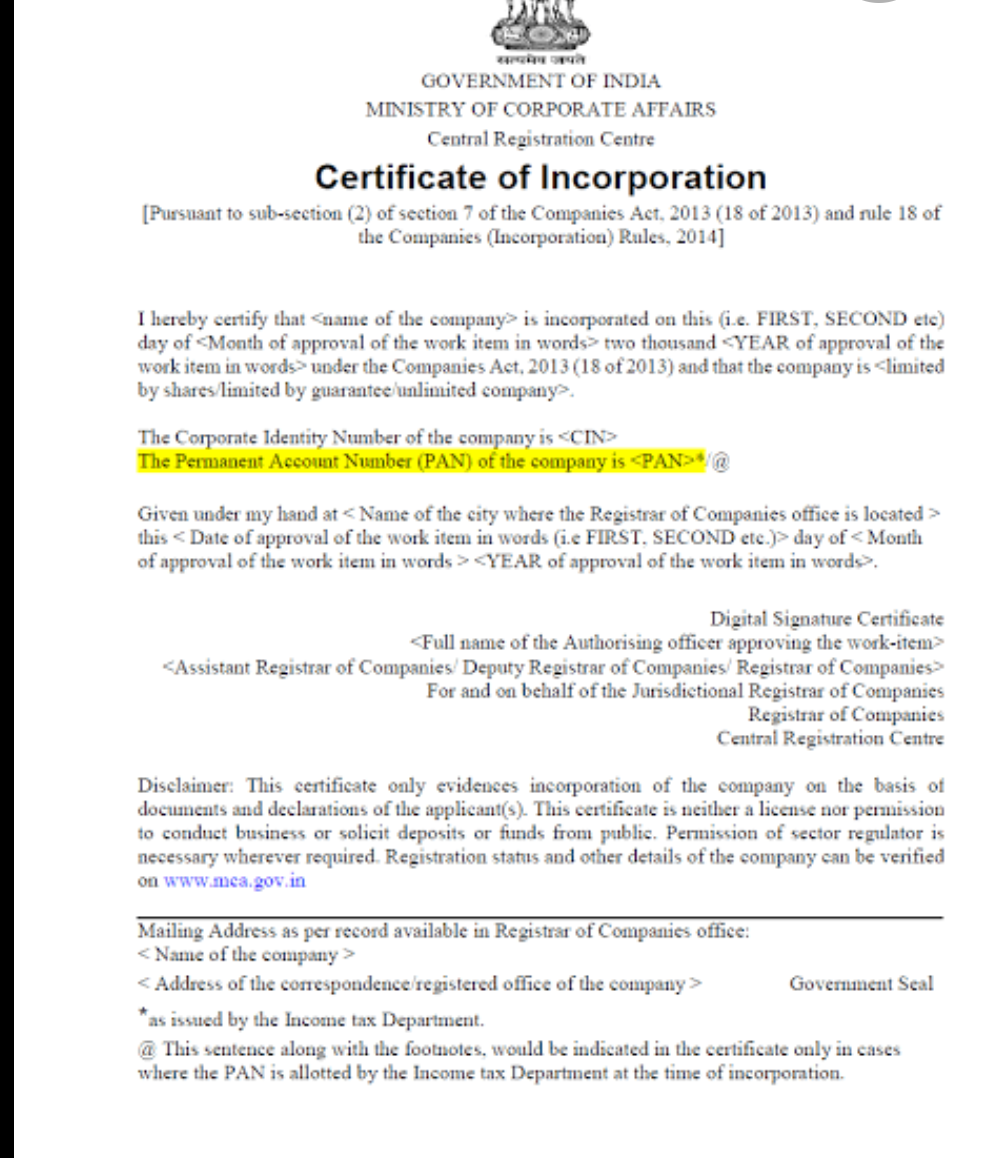 सत्यमेव जयते
GOVERNMENT OF INDIA
MINISTRY OF CORPORATE AFFAIRS
Central Registration Centre
Certificate of Incorporation
[Pursuant to sub-section (2) of section 7 of the Companies Act, 2013 (18 of 2013) and rule 18 of
the Companies (Incorporation) Rules, 2014]
I hereby certify that <name of the company> is incorporated on this (i.e. FIRST, SECOND etc)
day of <Month of approval of the work item in words> two thousand <YEAR of approval of the
work item in words> under the Companies Act, 2013 (18 of 2013) and that the company is <limited
by shares/limited by guarantee/unlimited company>.
The Corporate Identity Number of the company is <CIN>
The Permanent Account Number (PAN) of the company is <PAN>*/@
Given under my hand at < Name of the city where the Registrar of Companies office is located >
this < Date of approval of the work item in words (i.e FIRST, SECOND etc.)> day of < Month
of approval of the work item in words > <YEAR of approval of the work item in words>.
Digital Signature Certificate
<Full name of the Authorising officer approving the work-item>
<Assistant Registrar of Companies/ Deputy Registrar of Companies/ Registrar of Companies>
For and on behalf of the Jurisdictional Registrar of Companies
Registrar of Companies
Central Registration Centre
Disclaimer: This certificate only evidences incorporation of the company on the basis of
documents and declarations of the applicant(s). This certificate is neither a license nor permission
to conduct business or solicit deposits or funds from public. Permission of sector regulator is
necessary wherever required. Registration status and other details of the company can be verified
on www.mca.gov.in
Mailing Address as per record available in Registrar of Companies office:
< Name of the company >
< Address of the correspondence/registered office of the company > Government Seal
*as issued by the Income tax Department.
@ This sentence along with the footnotes, would be indicated in the certificate only in cases
where the PAN is allotted by the Income tax Department at the time of incorporation.